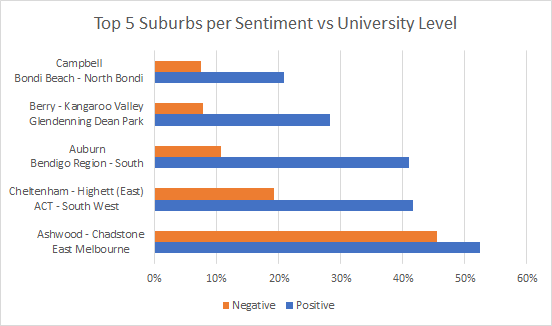 Top 5 Suburbs per Sentiment vs University Level
Campbell
Bondi Beach - North Bondi
Berry - Kangaroo Valley
Glendenning Dean Park
Auburn
Bendigo Region - South
Cheltenham - Highett (East)
ACT - South West
Ashwood - Chadstone
East Melbourne
0% 10% 20% 30% 40% 50% 60%
Negative Positive